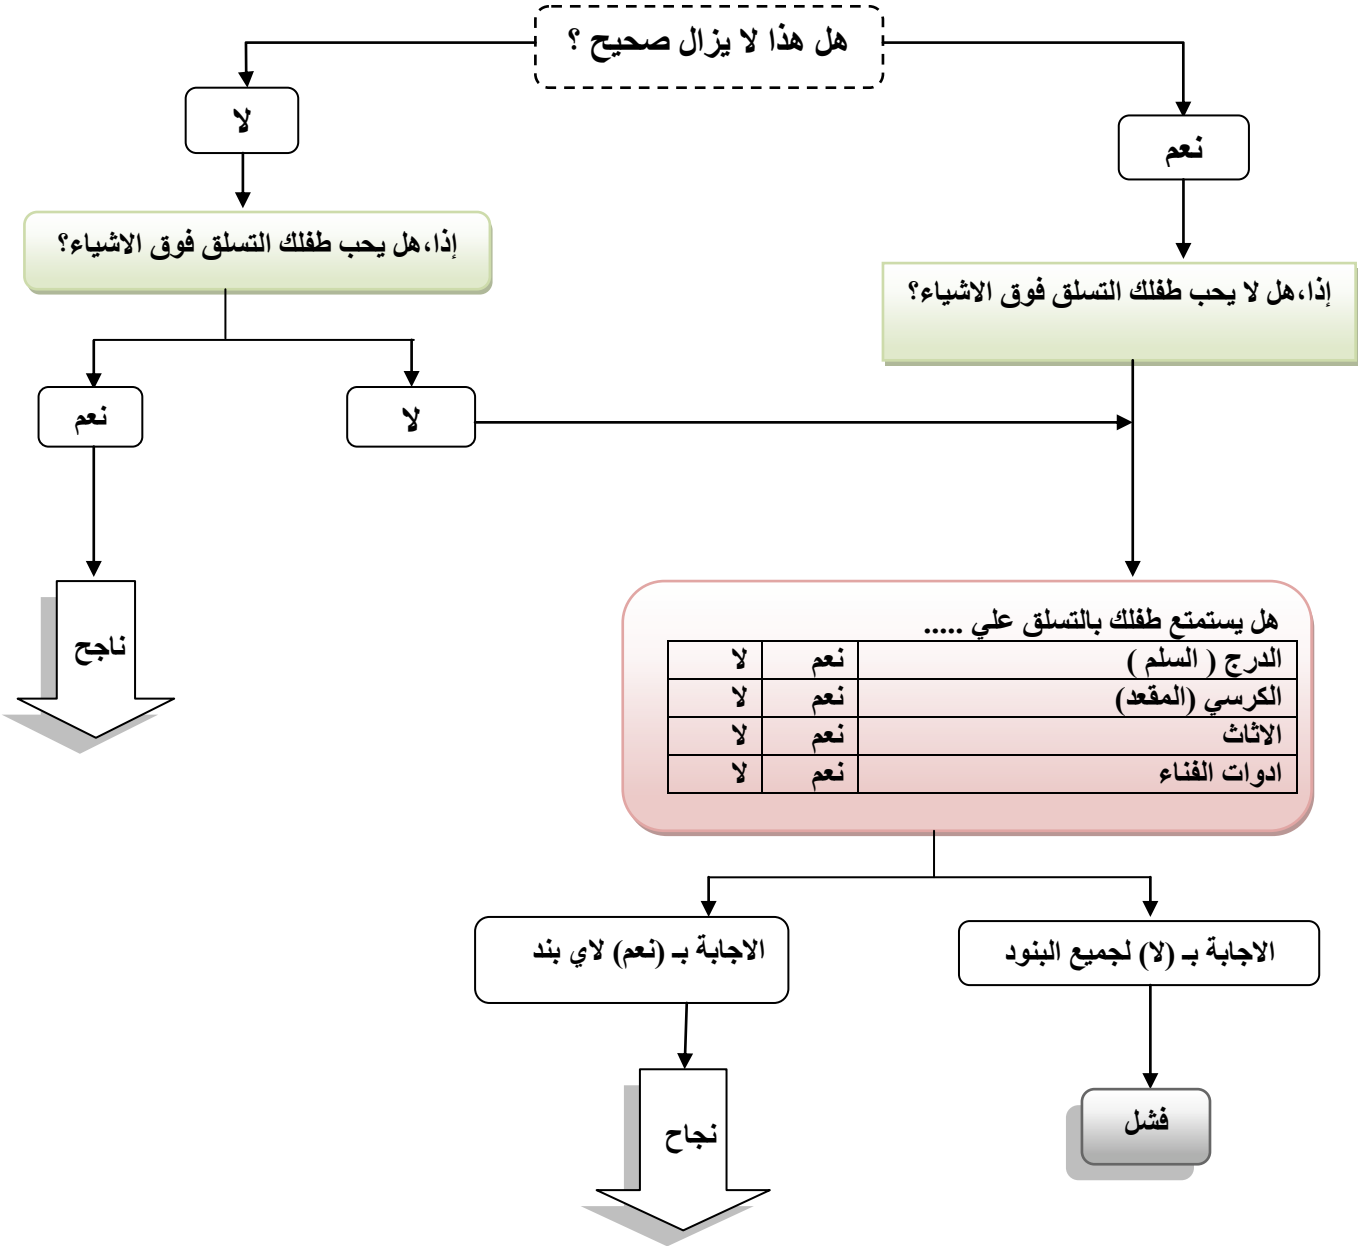 هل هذا لا يزال صحيح ؟
لا
نعم
إذا،هل يحب طفلك التسلق فوق الاشياء؟
إذا،هل لا يحب طفلك التسلق فوق الاشياء؟
نعم
لا
ناجح
هل يستمتع طفلك بالتسلق علي .....
الدرج ( السلم ) نعم لا
الكرسي (المقعد) نعم لا
الاثاث نعم لا
ادوات الفناء نعم لا
الاجابة بـ (لا) لجميع البنود
الاجابة بـ (نعم) لاي بند
فشل
نجاح